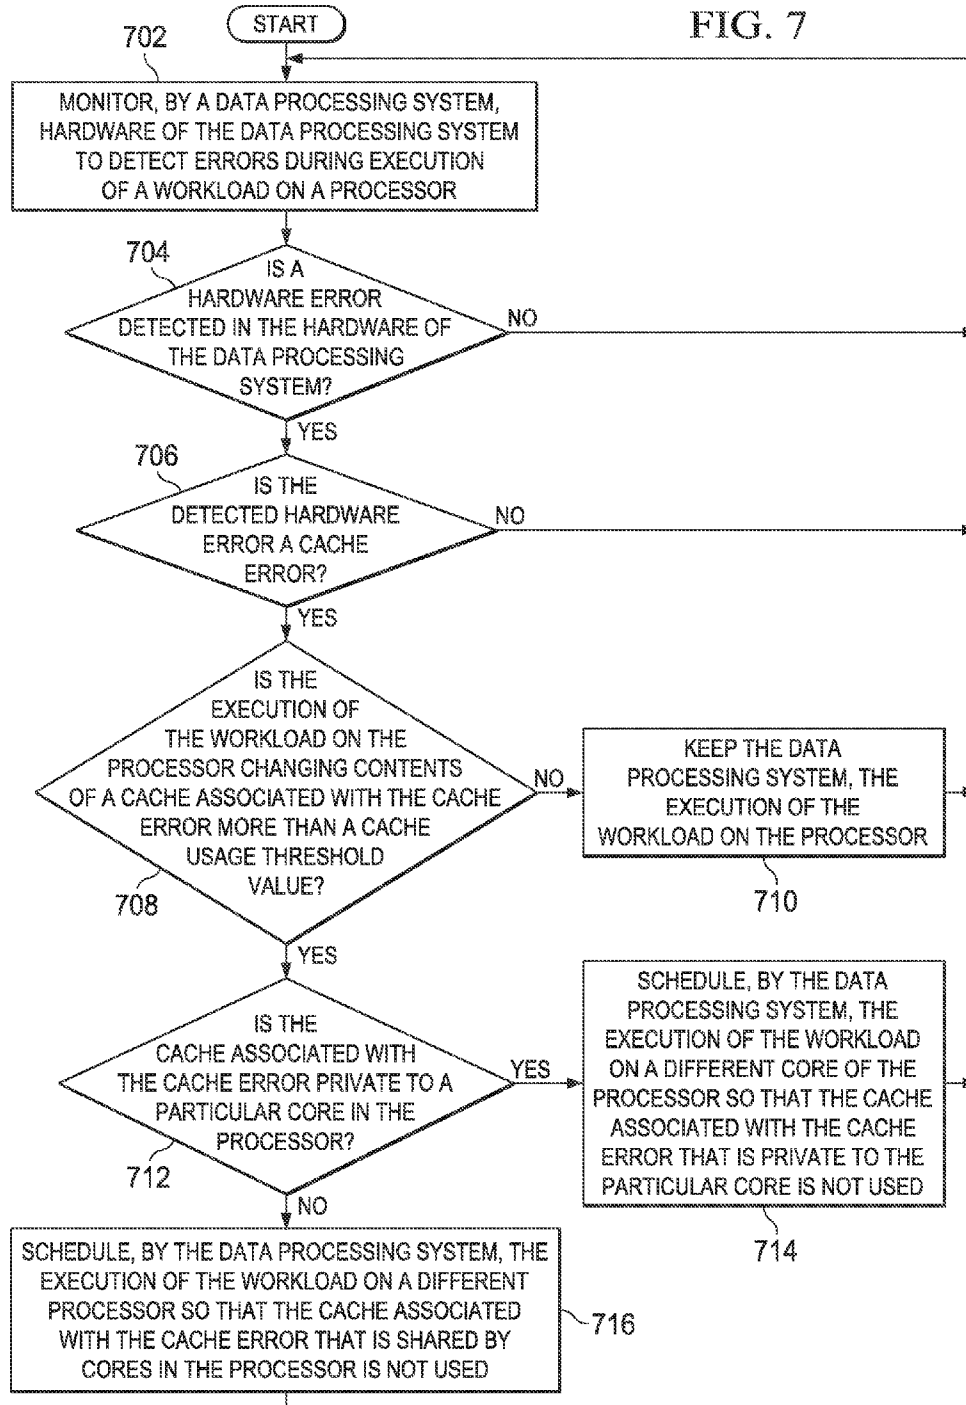 START
FIG. 7
702
MONITOR, BY A DATA PROCESSING SYSTEM,
HARDWARE OF THE DATA PROCESSING SYSTEM
TO DETECT ERRORS DURING EXECUTION
OF A WORKLOAD ON A PROCESSOR
704
IS A
HARDWARE ERROR
DETECTED IN THE HARDWARE OF
THE DATA PROCESSING
SYSTEM?
NO
YES
706
IS THE
DETECTED HARDWARE
ERROR A CACHE
ERROR?
NO
YES
IS THE
EXECUTION OF
THE WORKLOAD ON THE
PROCESSOR CHANGING CONTENTS
OF A CACHE ASSOCIATED WITH THE CACHE
ERROR MORE THAN A CACHE
USAGE THRESHOLD
VALUE?
708
NO
KEEP THE DATA
PROCESSING SYSTEM, THE
EXECUTION OF THE
WORKLOAD ON THE PROCESSOR
710
YES
IS THE
CACHE ASSOCIATED WITH
THE CACHE ERROR PRIVATE TO A
PARTICULAR CORE IN THE
PROCESSOR?
712
YES
SCHEDULE, BY THE DATA
PROCESSING SYSTEM, THE
EXECUTION OF THE WORKLOAD
ON A DIFFERENT CORE OF THE
PROCESSOR SO THAT THE CACHE
ASSOCIATED WITH THE CACHE
ERROR THAT IS PRIVATE TO THE
PARTICULAR CORE IS NOT USED
714
NO
SCHEDULE, BY THE DATA PROCESSING SYSTEM, THE
EXECUTION OF THE WORKLOAD ON A DIFFERENT
PROCESSOR SO THAT THE CACHE ASSOCIATED
WITH THE CACHE ERROR THAT IS SHARED BY
CORES IN THE PROCESSOR IS NOT USED
716